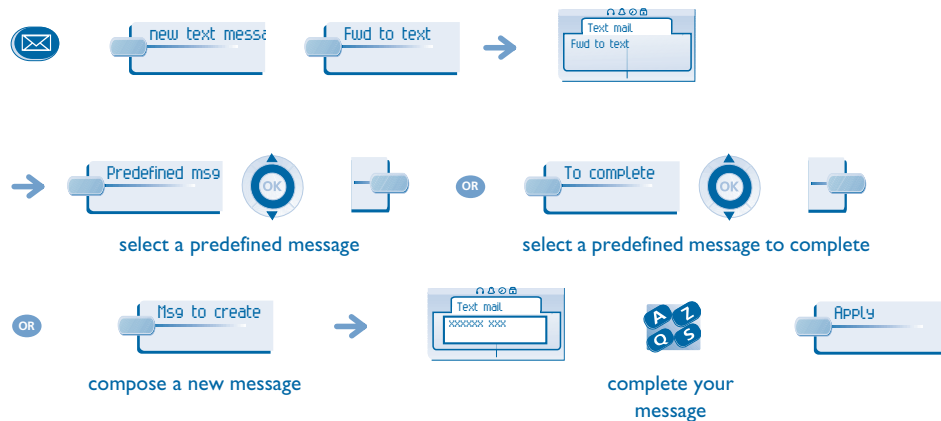 new text messa
Fwd to text
Text mail
Fwd to text
Predefined msg
OK
OR
To complete
OK
select a predefined message
select a predefined message to complete
OR
Msg to create
Text mail
xxxxxx xxx
A Z
Q S
Apply
compose a new message
complete your
message